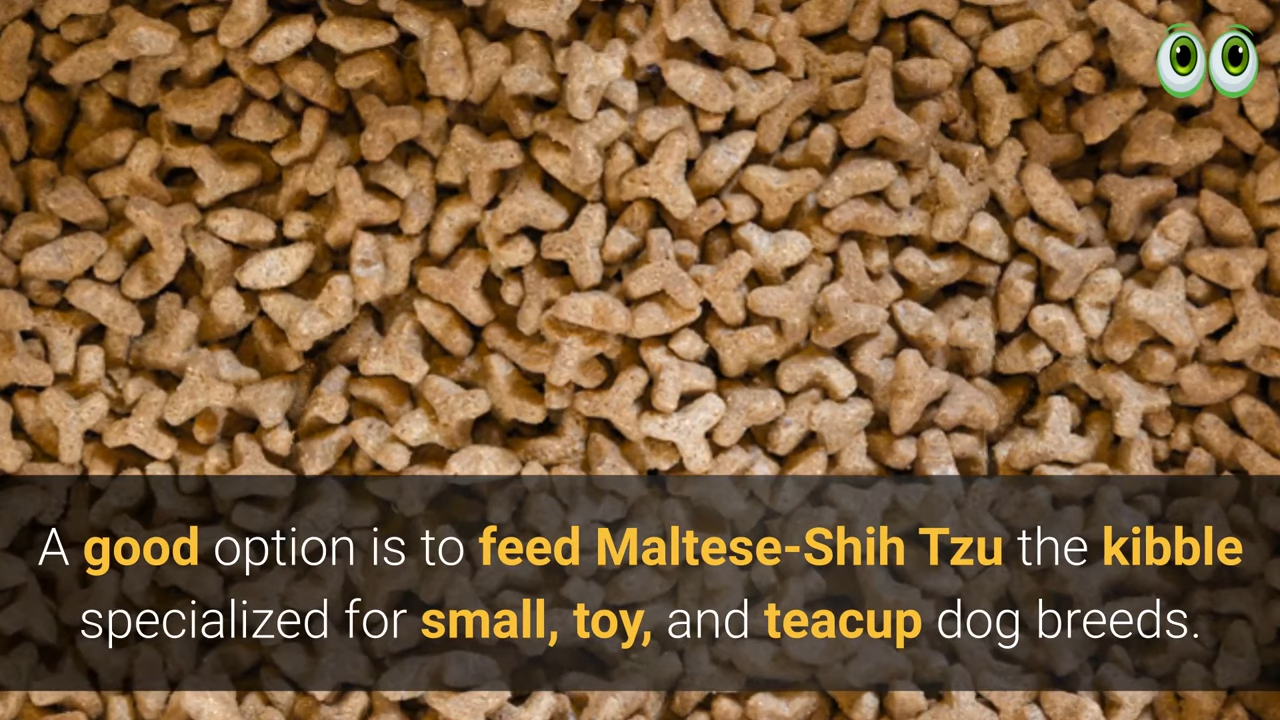 A good option is to feed Maltese-Shih Tzu the kibble
specialized for small, toy, and teacup dog breeds.